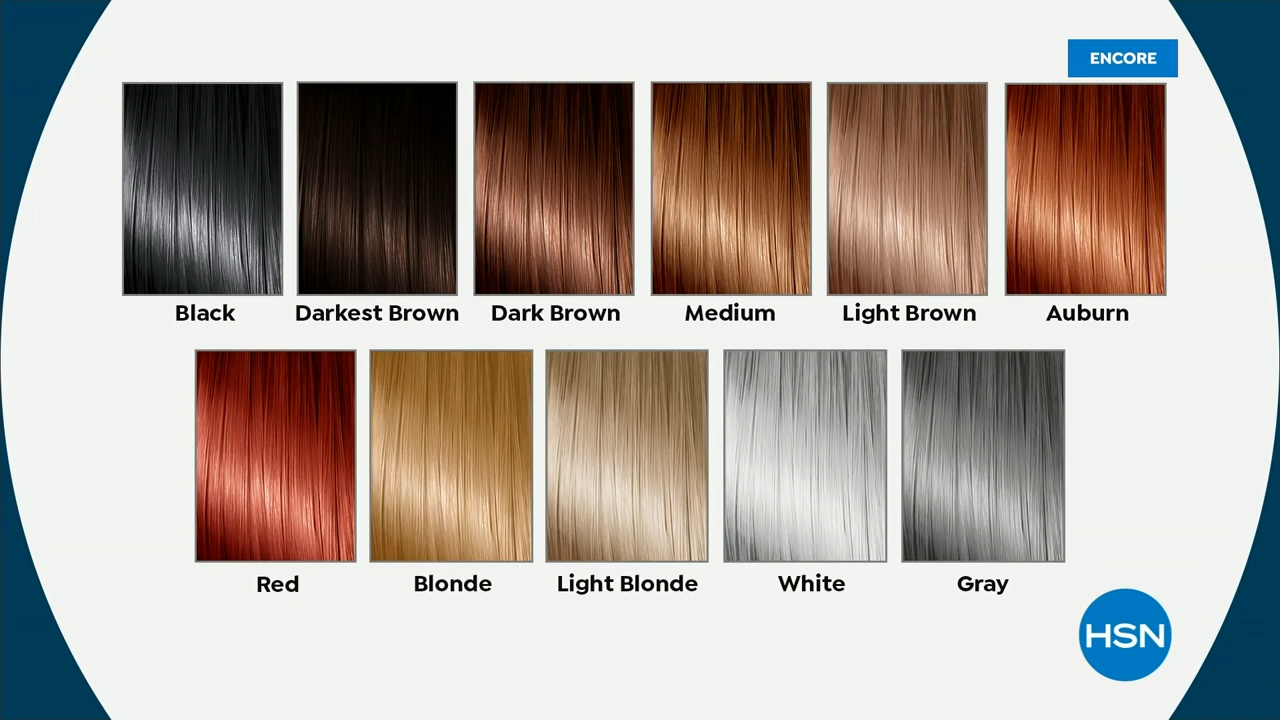 ENCORE
Black
Darkest Brown
Dark Brown
Medium
Light Brown
Auburn
Red
Blonde
Light Blonde
White
Gray
HSN